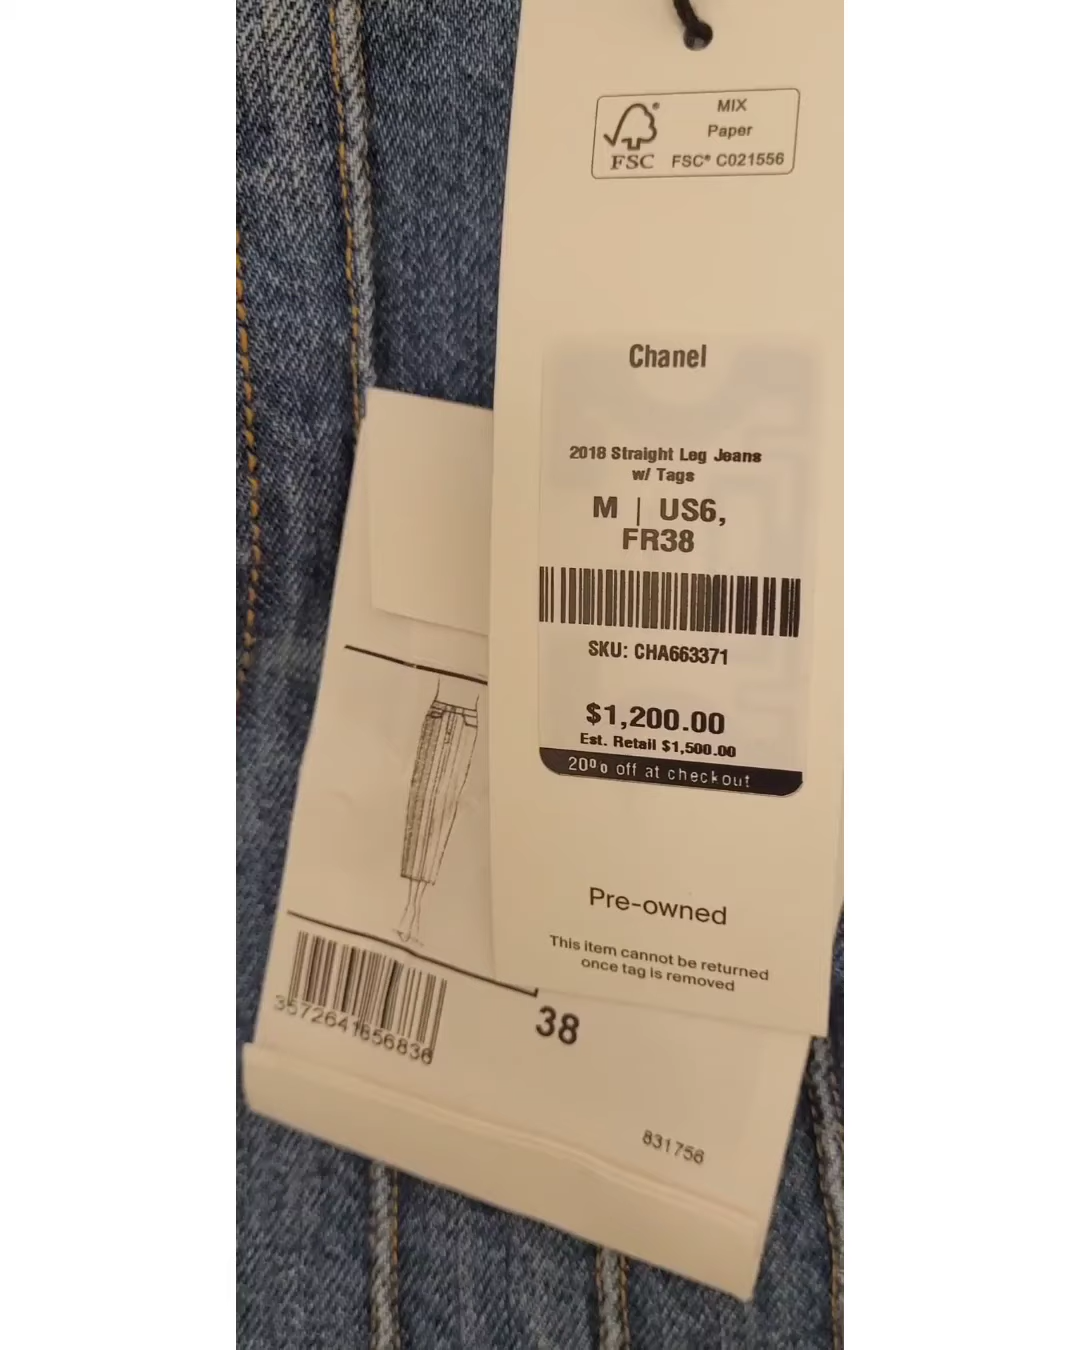 MIX
Paper
FSC FSC® C021556
Chanel
2018 Straight Leg Jeans
w/ Tags
M | US6,
FR38
SKU: CHA663371
$1,200.00
Est. Retail $1,500.00
20% off at checkout
Pre-owned
This item cannot be returned
once tag is removed
3572641856838
38
831756